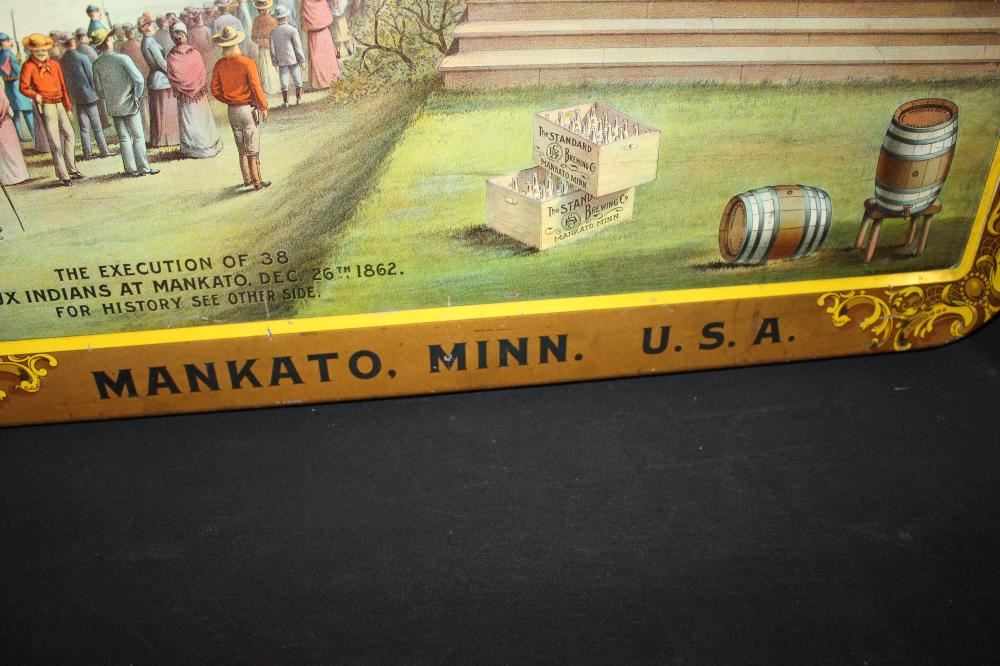 The STANDARD
BREWING Co
MANKATO MINN
The STAND
BREWING Co
MANKATO, MINN.
THE EXECUTION OF 38
UX INDIANS AT MANKATO, DEC. 26TH. 1862.
FOR HISTORY SEE OTHER SIDE.
MANKATO, MINN. U.S.A.